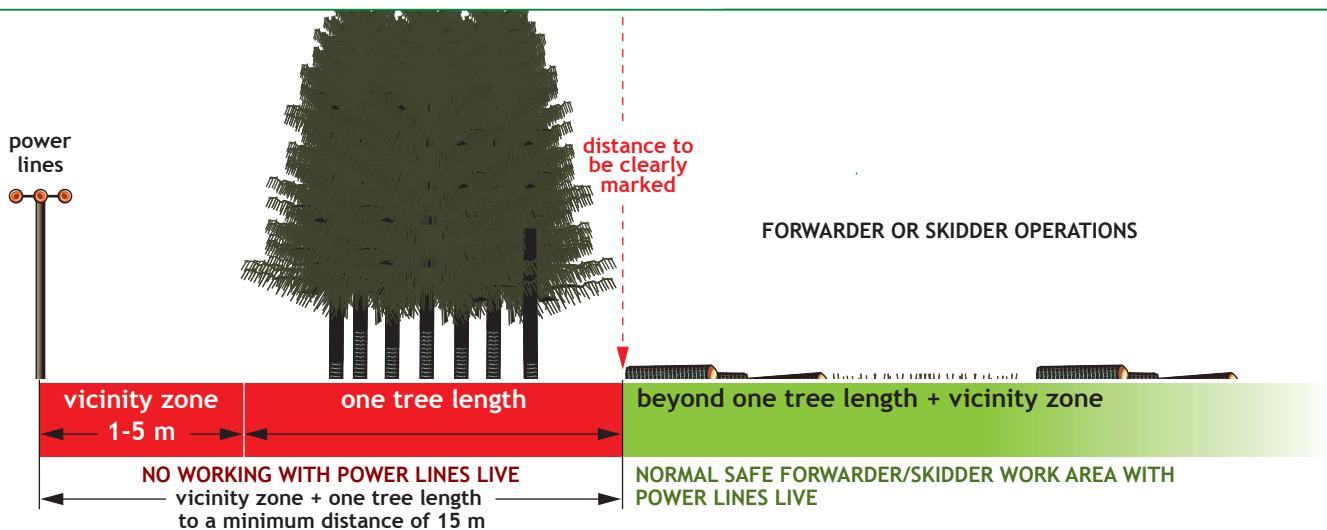 power
lines
distance to
be clearly
marked
FORWARDER OR SKIDDER OPERATIONS
vicinity zone
1-5 m
one tree length
beyond one tree length + vicinity zone
NO WORKING WITH POWER LINES LIVE
vicinity zone + one tree length
to a minimum distance of 15 m
NORMAL SAFE FORWARDER/SKIDDER WORK AREA WITH
POWER LINES LIVE